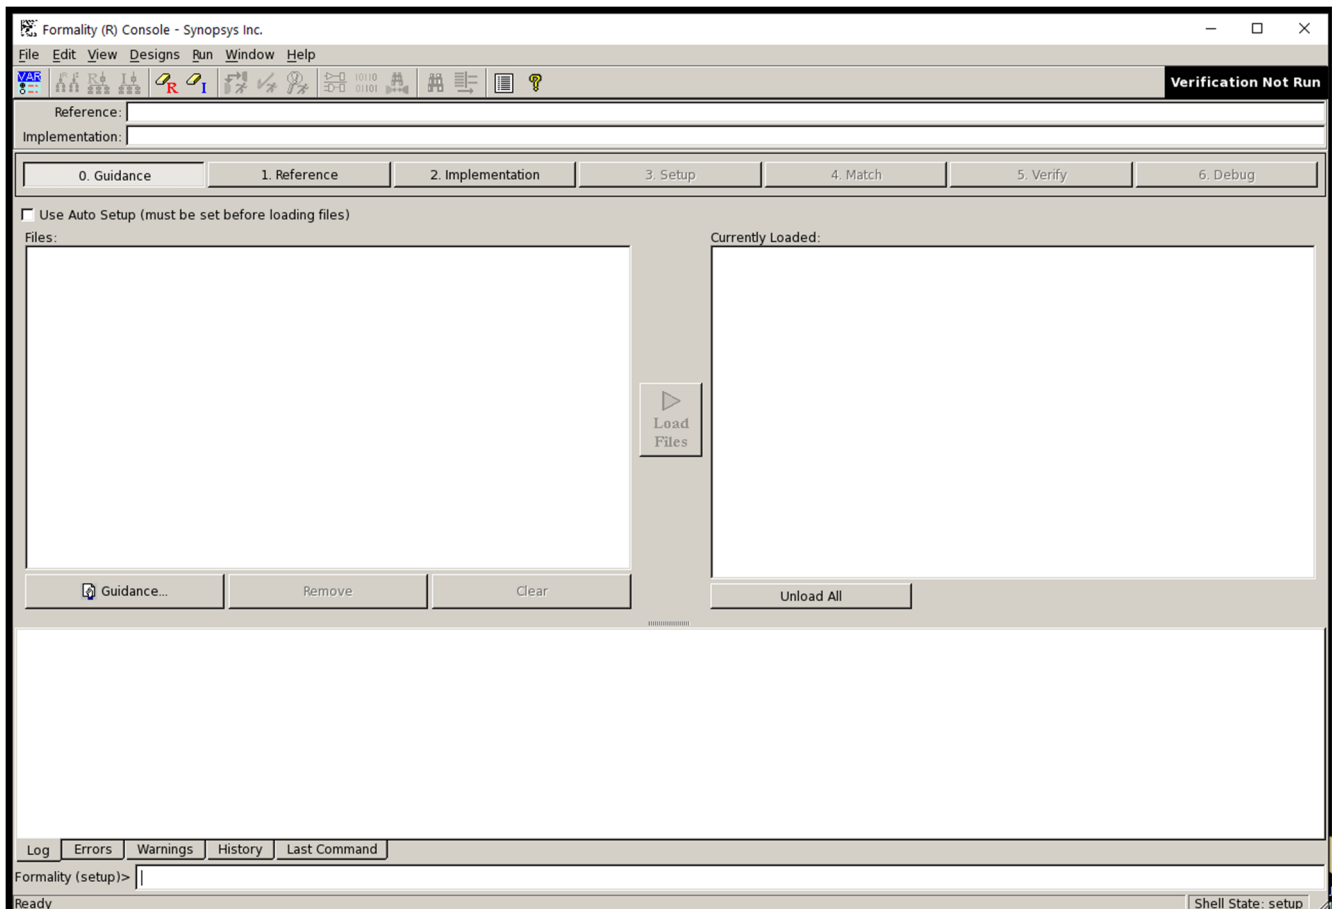 Formality (R) Console - Synopsys Inc.
File Edit View Designs Run Window Help
VAR R I R I 10110 01101 ? Verification Not Run
Reference:
Implementation:
0. Guidance 1. Reference 2. Implementation 3. Setup 4. Match 5. Verify 6. Debug
Use Auto Setup (must be set before loading files)
Files: Currently Loaded:
Load
Files
Guidance... Remove Clear Unload All
Log Errors Warnings History Last Command
Formality (setup)>
Ready Shell State: setup